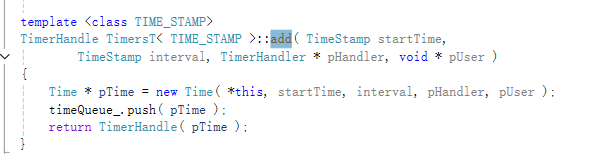 template <class TIME_STAMP>
TimerHandle TimersT< TIME_STAMP >::add( TimeStamp startTime,
        TimeStamp interval, TimerHandler * pHandler, void * pUser )
{
    Time * pTime = new Time( *this, startTime, interval, pHandler, pUser );
    timeQueue_.push( pTime );
    return TimerHandle( pTime );
}